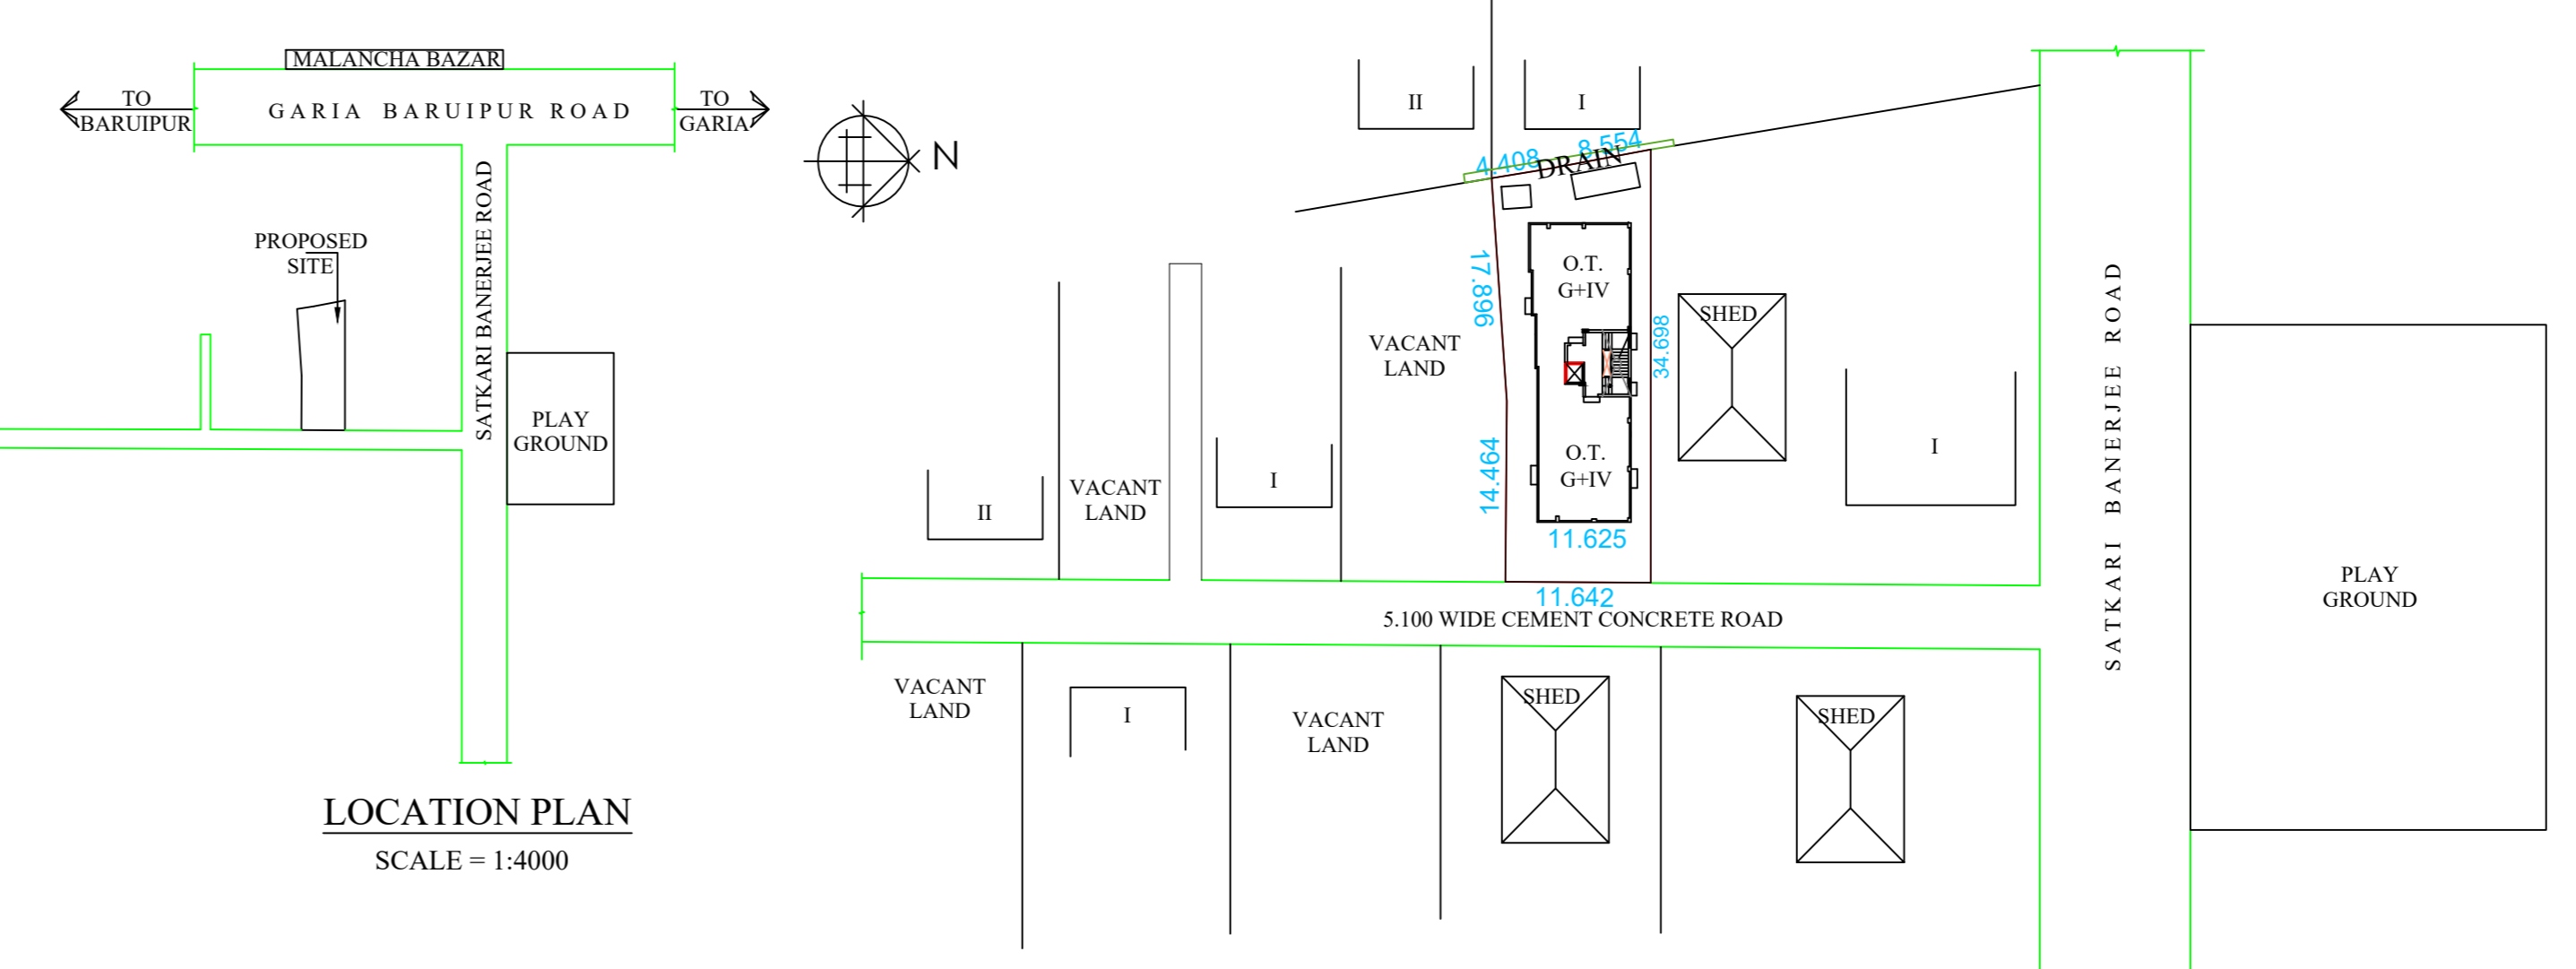 MALANCHA BAZAR
TO
BARUIPUR
GARIA BARUIPUR ROAD
TO
GARIA
SATKARI BANERJEE ROAD
PROPOSED
SITE
PLAY
GROUND
LOCATION PLAN
SCALE = 1:4000
N
II
I
4.408
8.554
DRAIN
17.896
14.464
O.T.
G+IV
34.698
O.T.
G+IV
11.625
11.642
SHED
VACANT
LAND
I
VACANT
LAND
II
I
5.100 WIDE CEMENT CONCRETE ROAD
SATKARI BANERJEE ROAD
PLAY
GROUND
VACANT
LAND
I
VACANT
LAND
SHED
SHED